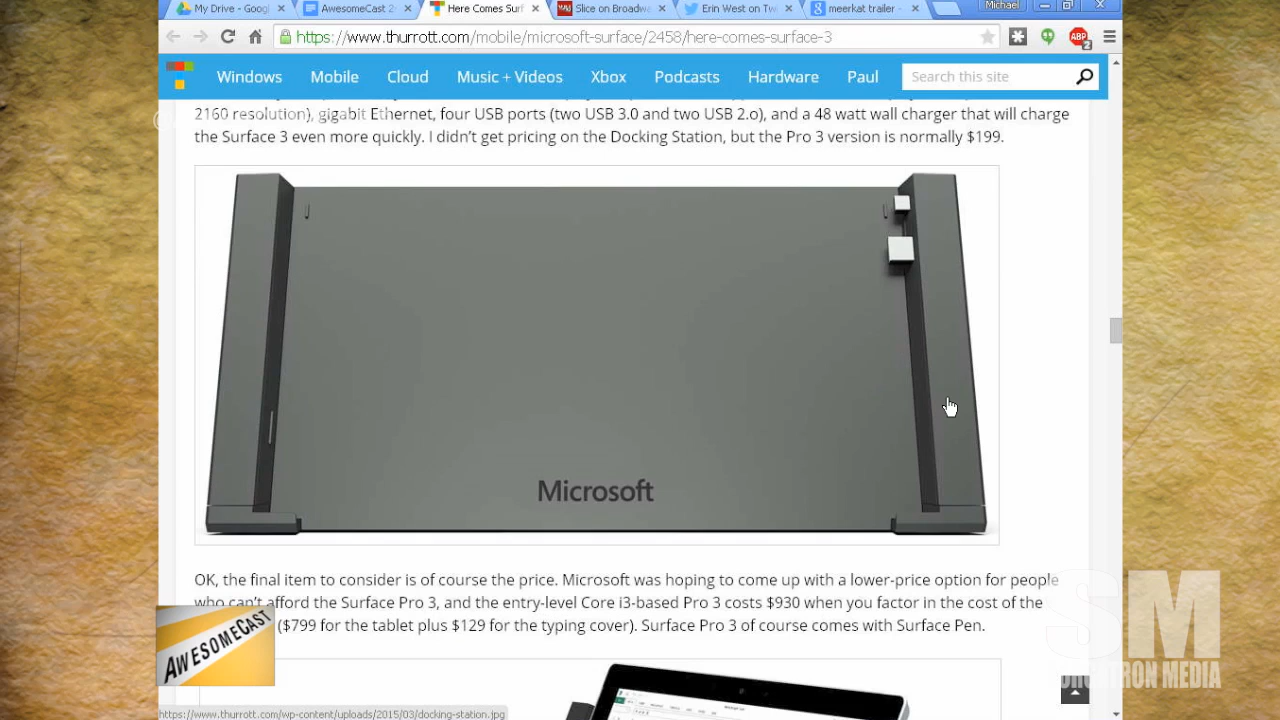 My Drive - Googl
AwesomeCast 2
Here Comes Surf
Slice on Broadwa
Erin West on Tw
meerkat trailer -
Michael
https://www.thurrott.com/mobile/microsoft-surface/2458/here-comes-surface-3
ABP
2
Windows
Mobile
Cloud
Music + Videos
Xbox
Podcasts
Hardware
Paul
Search this site
2160 resolution), gigabit Ethernet, four USB ports (two USB 3.0 and two USB 2.o), and a 48 watt wall charger that will charge
the Surface 3 even more quickly. I didn't get pricing on the Docking Station, but the Pro 3 version is normally $199.
Microsoft
OK, the final item to consider is of course the price. Microsoft was hoping to come up with a lower-price option for people
who can't afford the Surface Pro 3, and the entry-level Core i3-based Pro 3 costs $930 when you factor in the cost of the
($799 for the tablet plus $129 for the typing cover). Surface Pro 3 of course comes with Surface Pen.
AWESOMECAST
SM
MEDIA
https://www.thurrott.com/wp-content/uploads/2015/03/docking-station.jpg